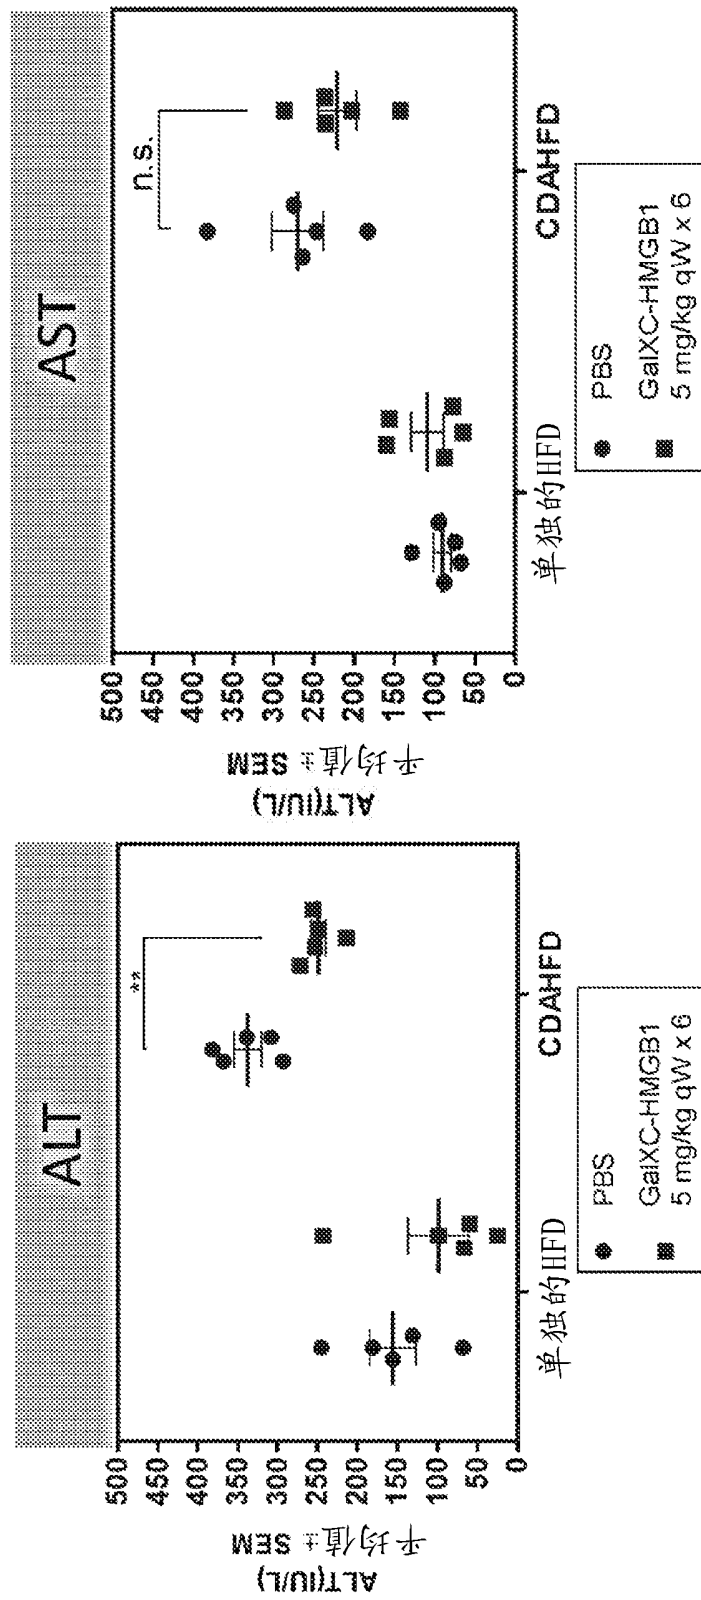 ALT
ALT(IU/L)
平均值± SEM
500
450
400
350
300
250
200
150
100
50
0
**
单独的HFD
CDAHFD
PBS
GalXC-HMGB1
5 mg/kg qW x 6
AST
ALT(IU/L)
平均值± SEM
500
450
400
350
300
250
200
150
100
50
0
n.s.
单独的HFD
CDAHFD
PBS
GalXC-HMGB1
5 mg/kg qW x 6